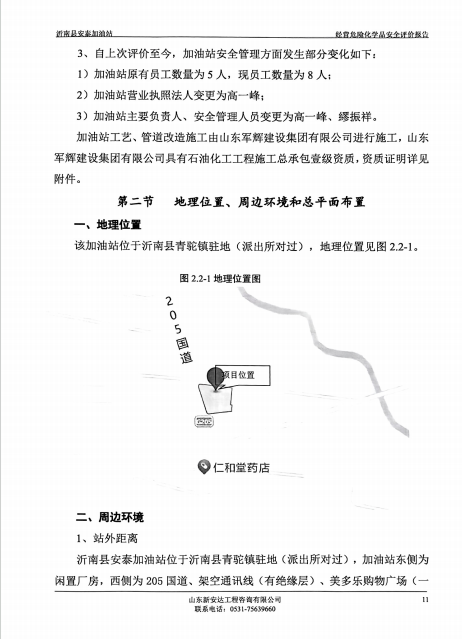 沂南县安泰加油站 经营危险化学品安全评价报告
3、自上次评价至今，加油站安全管理方面发生部分变化如下：
1）加油站原有员工数量为 5 人，现员工数量为 8 人；
2）加油站营业执照法人变更为高一峰；
3）加油站主要负责人、安全管理人员变更为高一峰、缪振祥。
加油站工艺、管道改造施工由山东军辉建设集团有限公司进行施工，山东
军辉建设集团有限公司具有石油化工工程施工总承包壹级资质，资质证明详见
附件。
第二节 地理位置、周边环境和总平面布置
一、地理位置
该加油站位于沂南县青驼镇驻地（派出所对过），地理位置见图 2.2-1。
图 2.2-1 地理位置图
205国道
项目位置
仁和堂药店
二、周边环境
1、站外距离
沂南县安泰加油站位于沂南县青驼镇驻地（派出所对过），加油站东侧为
闲置厂房，西侧为 205 国道、架空通讯线（有绝缘层）、美多乐购物广场（一
山东新安达工程咨询有限公司 11
联系电话：0531-75639660